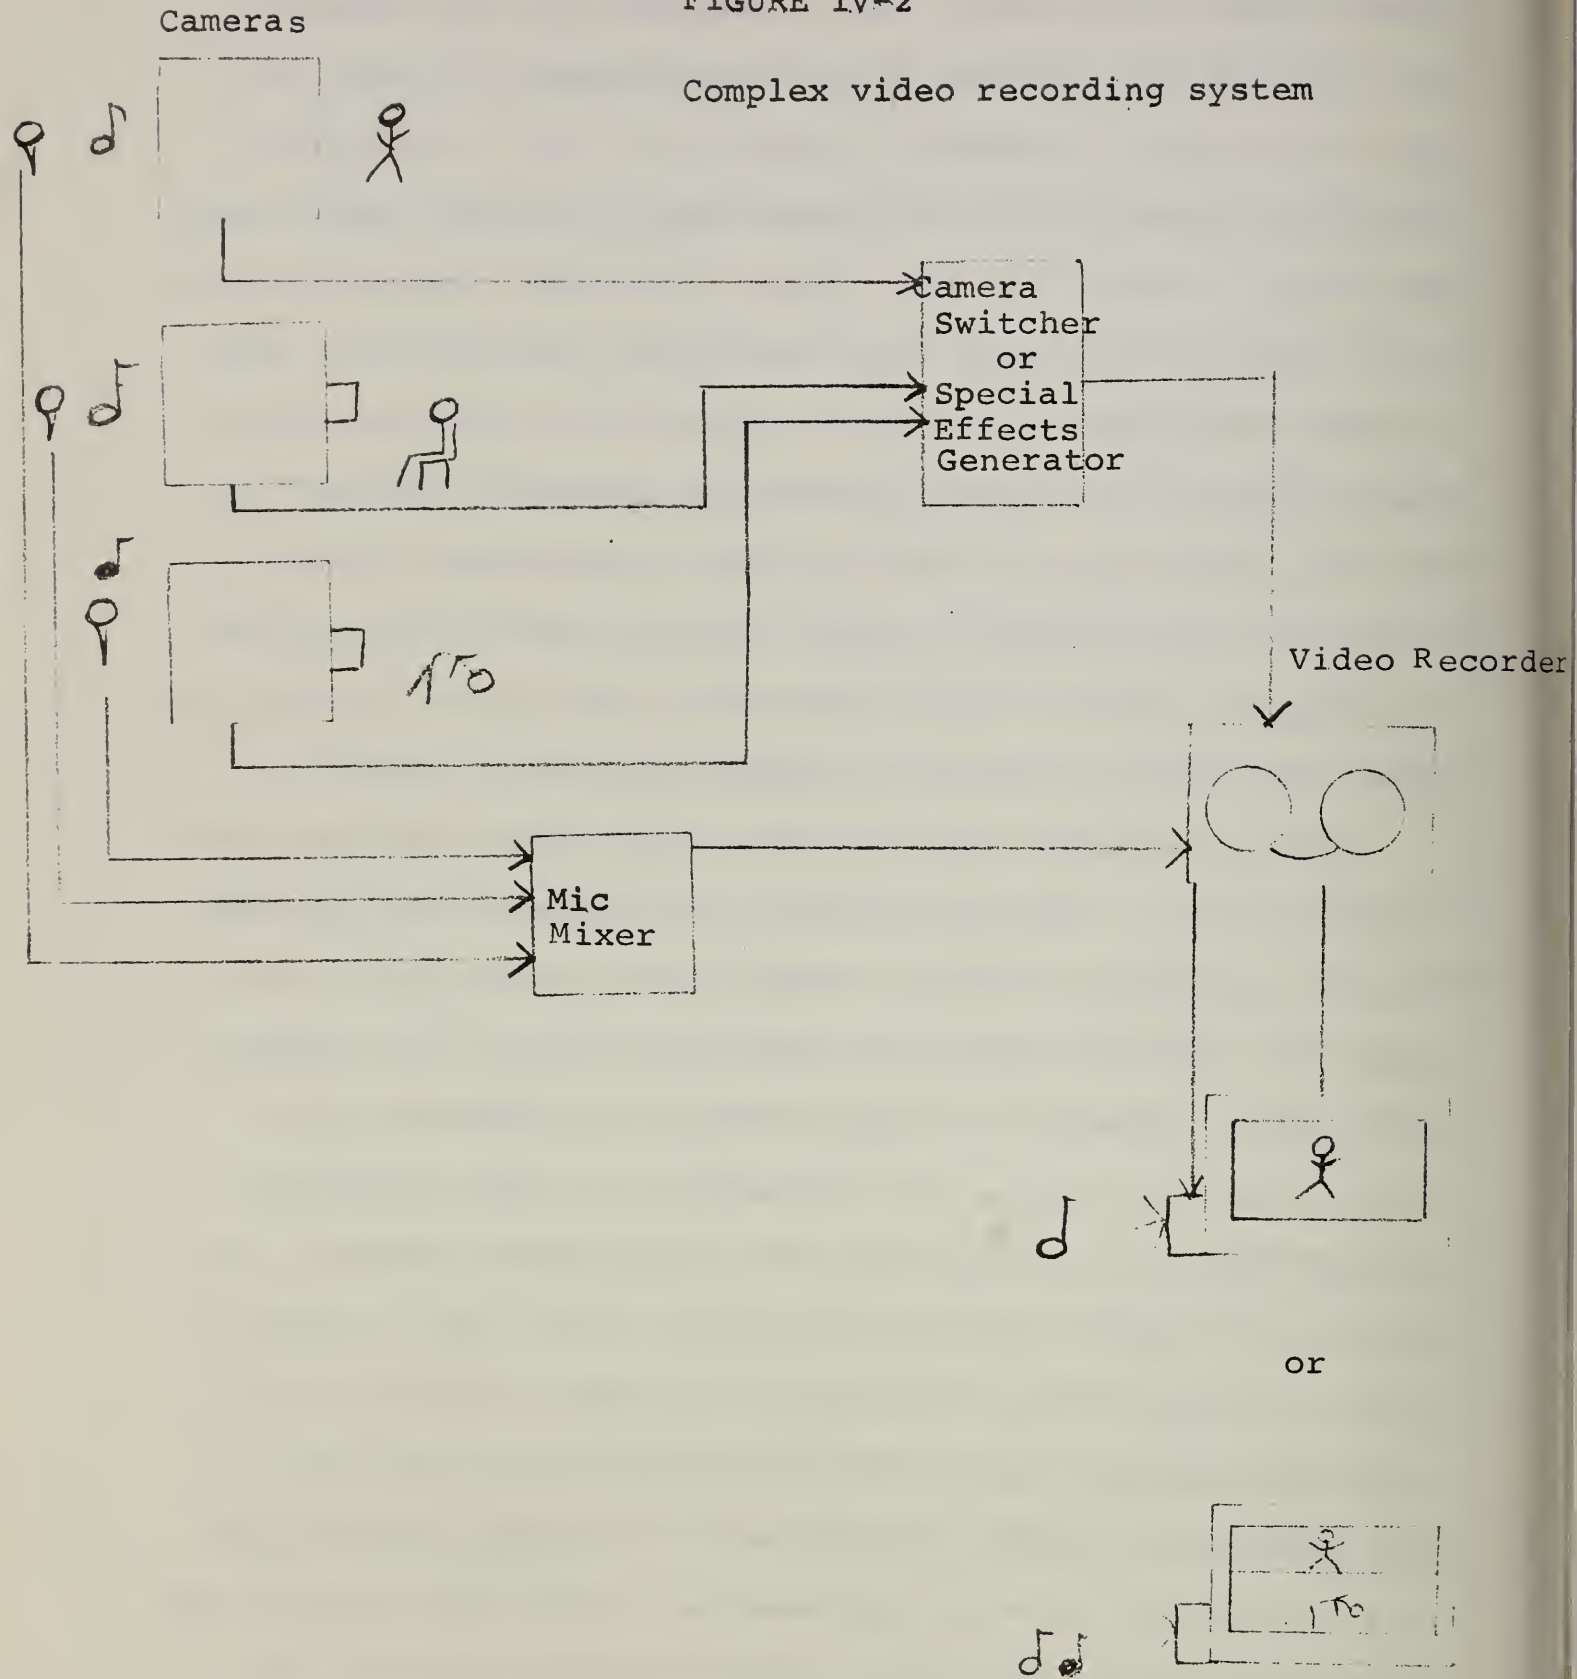 FIGURE IV-2
Cameras
Complex video recording system
Camera
Switcher
or
Special
Effects
Generator
Video Recorder
Mic
Mixer
or